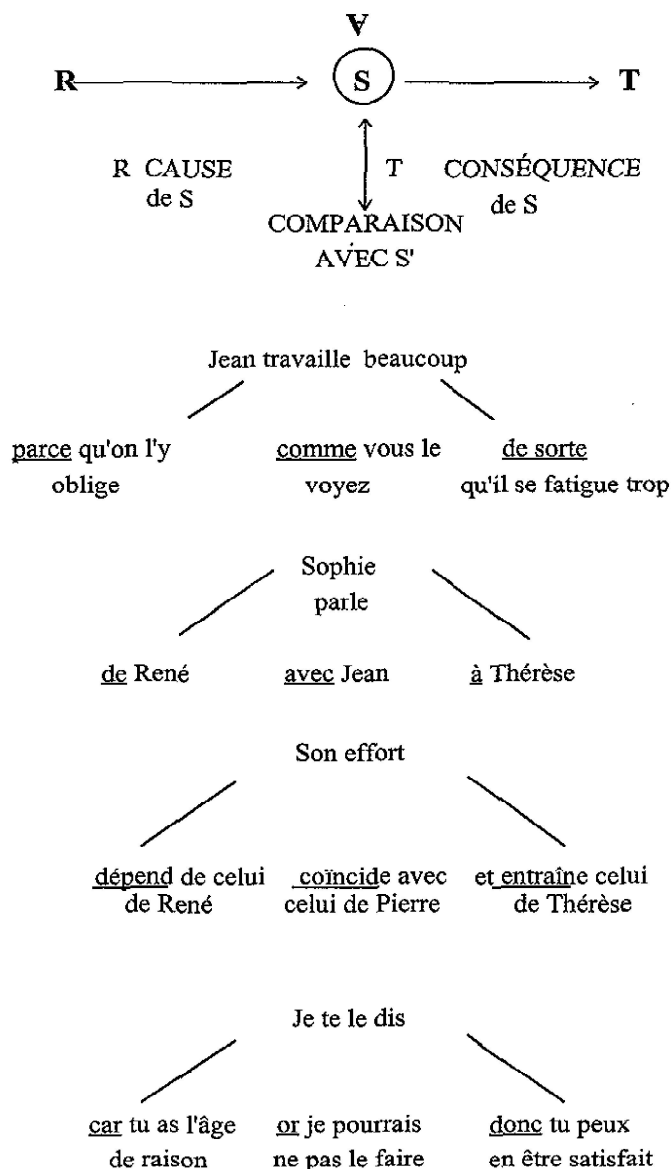 ∀
R S T
R CAUSE T CONSÉQUENCE
de S de S
COMPARAISON
AVEC S'
Jean travaille beaucoup
parce qu'on l'y comme vous le de sorte
oblige voyez qu'il se fatigue trop
Sophie
parle
de René avec Jean à Thérèse
Son effort
dépend de celui coïncide avec et entraîne celui
de René celui de Pierre de Thérèse
Je te le dis
car tu as l'âge or je pourrais donc tu peux
de raison ne pas le faire en être satisfait